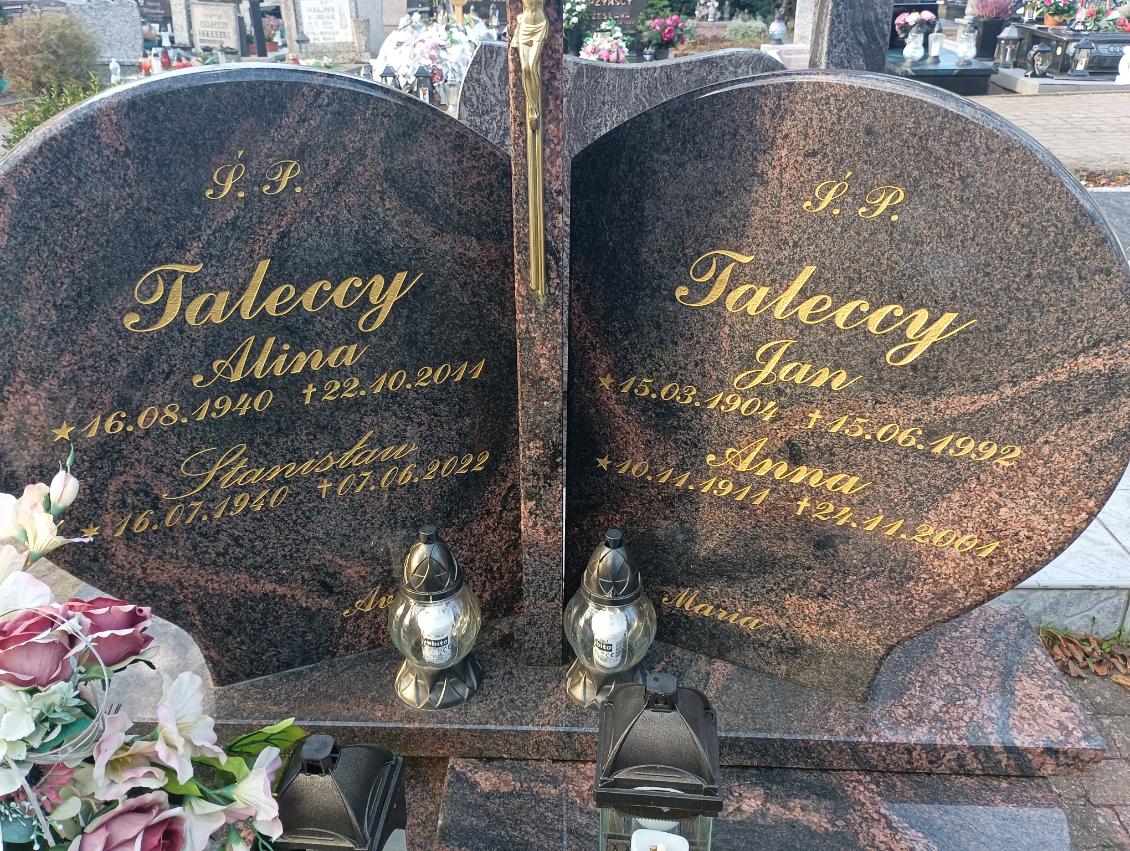 Ś. P.
Taleccy
Alina
★16.08.1940 †22.10.2011
Stanisław
★ 16.07.1940 †07.06.2022
Ś. P.
Taleccy
Jan
★15.03.1904 †15.06.1992
Anna
★10.11.1911 †24.11.2001
Maria
HALINA